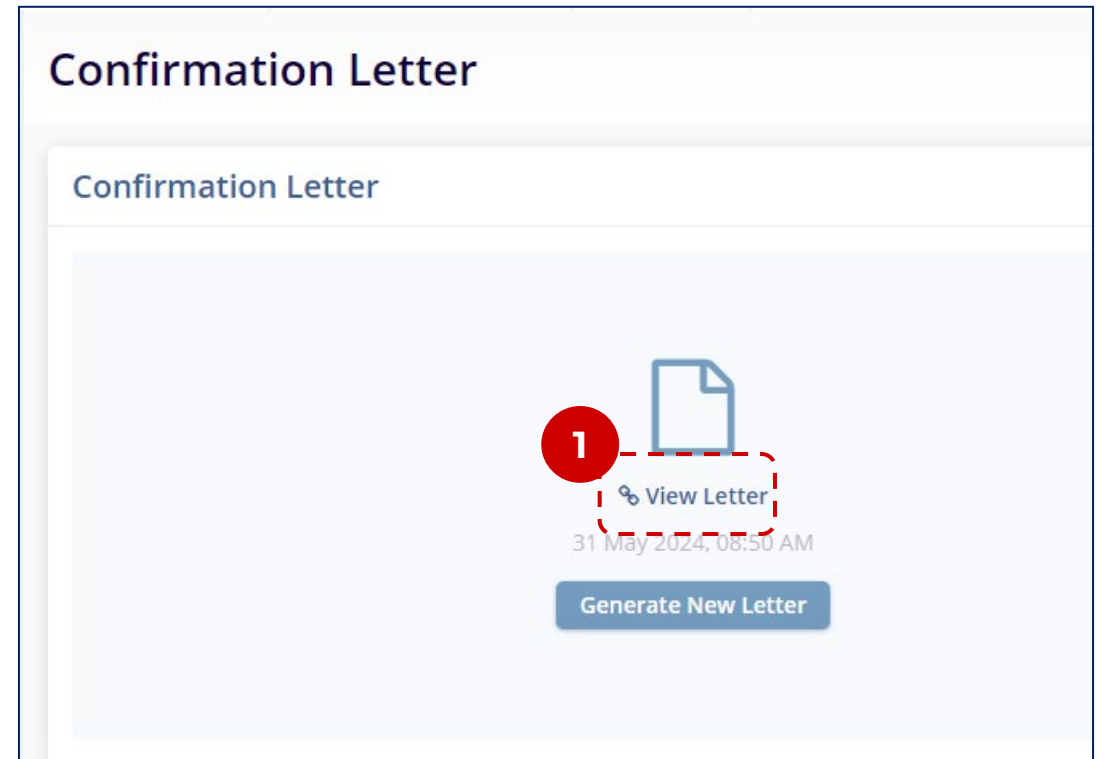 Confirmation Letter
Confirmation Letter
1
View Letter
31 May 2024, 08:50 AM
Generate New Letter